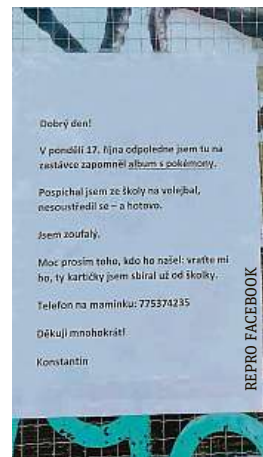 Dobrý den!
V pondělí 17. října odpoledne jsem tu na
zastávce zapomněl album s pokémony.
Pospíchal jsem ze školy na volejbal,
nesoustředil se – a hotovo.
Jsem zoufalý.
Moc prosím toho, kdo ho našel: vraťte mi
ho, ty kartičky jsem sbíral už od školky.
Telefon na maminku: 775374235
Děkuji mnohokrát!
Konstantin
REPRO FACEBOOK